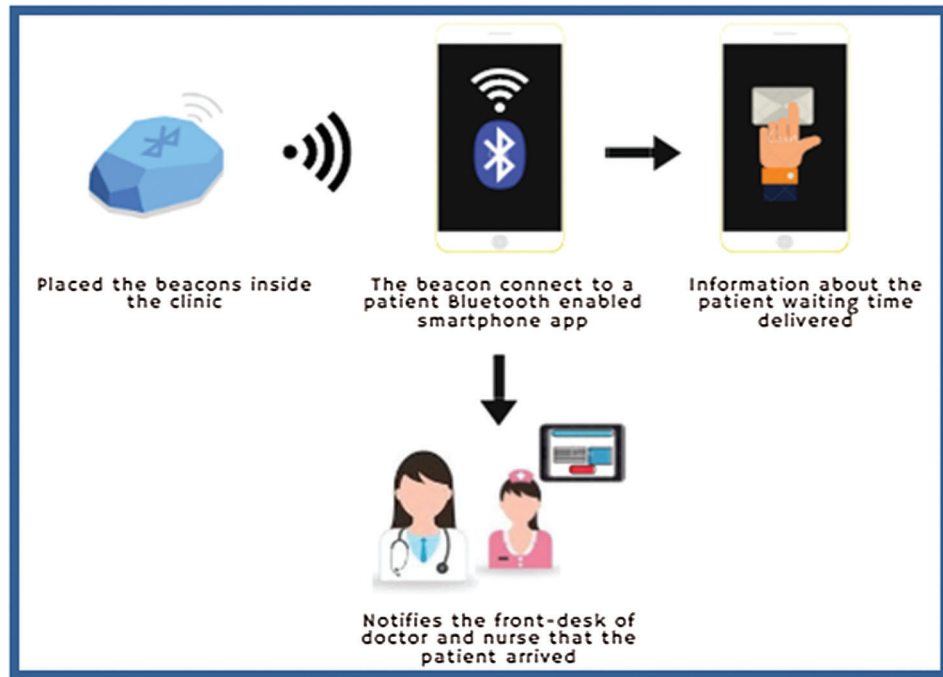 Placed the beacons inside
the clinic
The beacon connect to a
patient Bluetooth enabled
smartphone app
Information about the
patient waiting time
delivered
Notifies the front-desk of
doctor and nurse that the
patient arrived